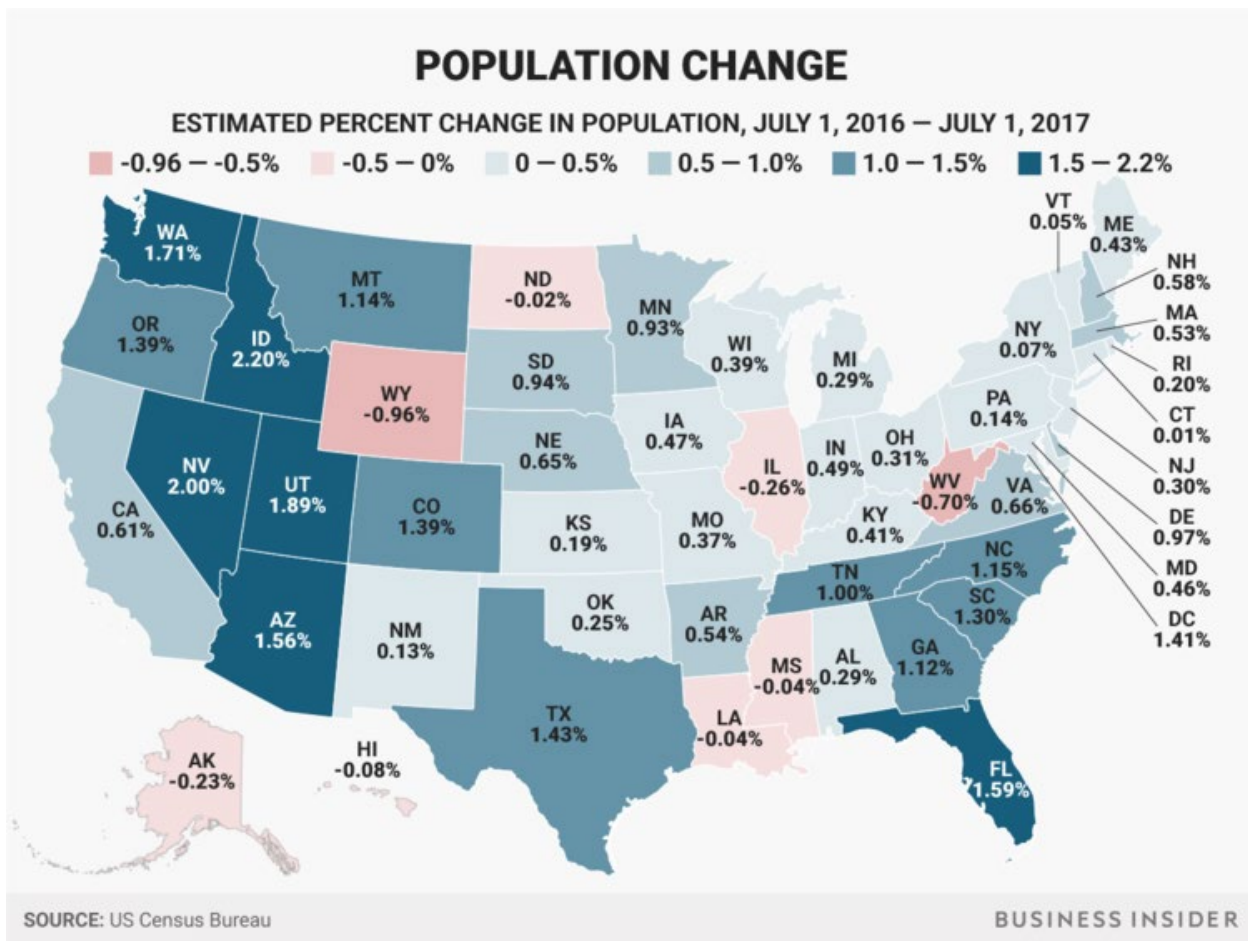 POPULATION CHANGE
ESTIMATED PERCENT CHANGE IN POPULATION, JULY 1, 2016 — JULY 1, 2017
-0.96 — -0.5%
-0.5 — 0%
0 — 0.5%
0.5 — 1.0%
1.0 — 1.5%
1.5 — 2.2%
WA
1.71%
OR
1.39%
CA
0.61%
ID
2.20%
NV
2.00%
UT
1.89%
AZ
1.56%
MT
1.14%
WY
-0.96%
CO
1.39%
NM
0.13%
ND
-0.02%
SD
0.94%
NE
0.65%
KS
0.19%
OK
0.25%
TX
1.43%
MN
0.93%
IA
0.47%
MO
0.37%
AR
0.54%
LA
-0.04%
WI
0.39%
IL
-0.26%
MI
0.29%
IN
0.49%
OH
0.31%
KY
0.41%
TN
1.00%
MS
-0.04%
AL
0.29%
GA
1.12%
FL
1.59%
SC
1.30%
NC
1.15%
VA
0.66%
WV
-0.70%
PA
0.14%
NY
0.07%
VT
0.05%
ME
0.43%
NH
0.58%
MA
0.53%
RI
0.20%
CT
0.01%
NJ
0.30%
DE
0.97%
MD
0.46%
DC
1.41%
AK
-0.23%
HI
-0.08%
SOURCE: US Census Bureau
BUSINESS INSIDER